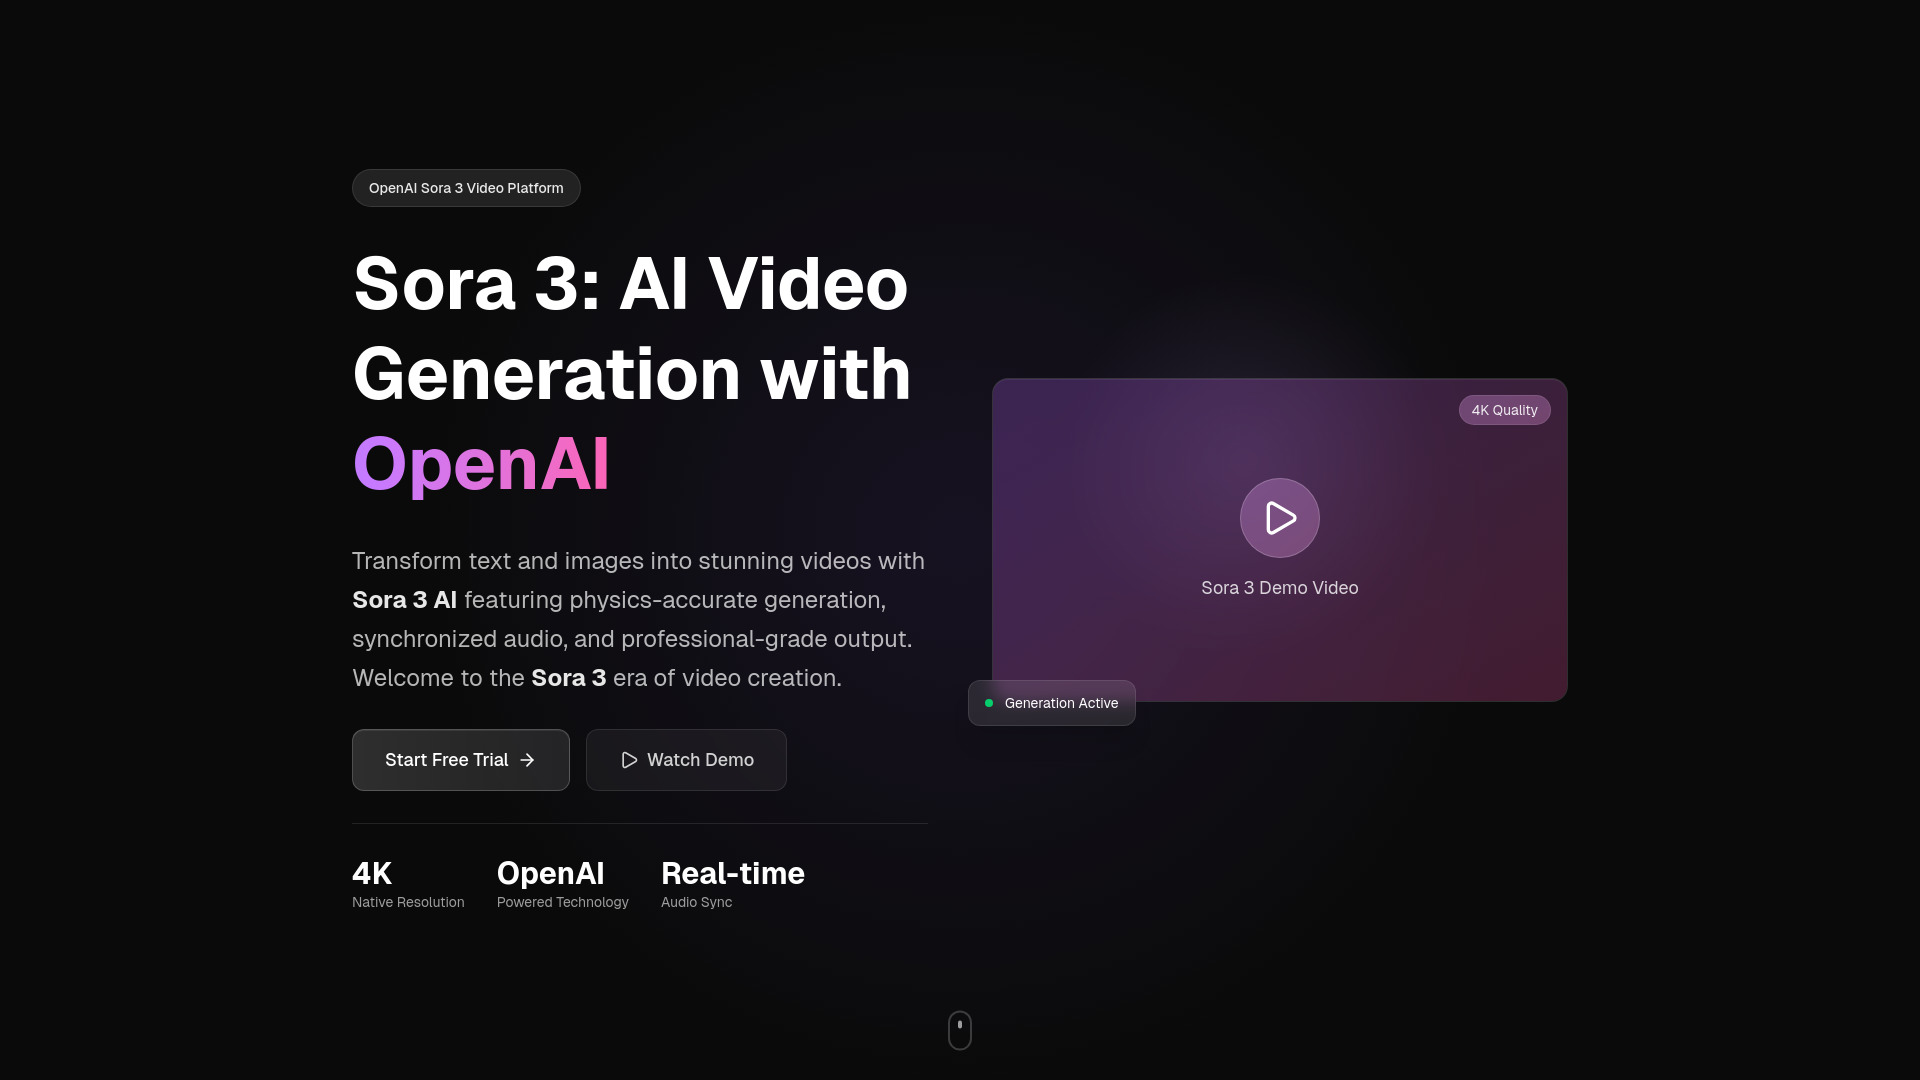 OpenAI Sora 3 Video Platform
Sora 3: AI Video
Generation with
OpenAI
Transform text and images into stunning videos with
Sora 3 AI featuring physics-accurate generation,
synchronized audio, and professional-grade output.
Welcome to the Sora 3 era of video creation.
Start Free Trial
Watch Demo
4K
Native Resolution
OpenAI
Powered Technology
Real-time
Audio Sync
4K Quality
Sora 3 Demo Video
Generation Active